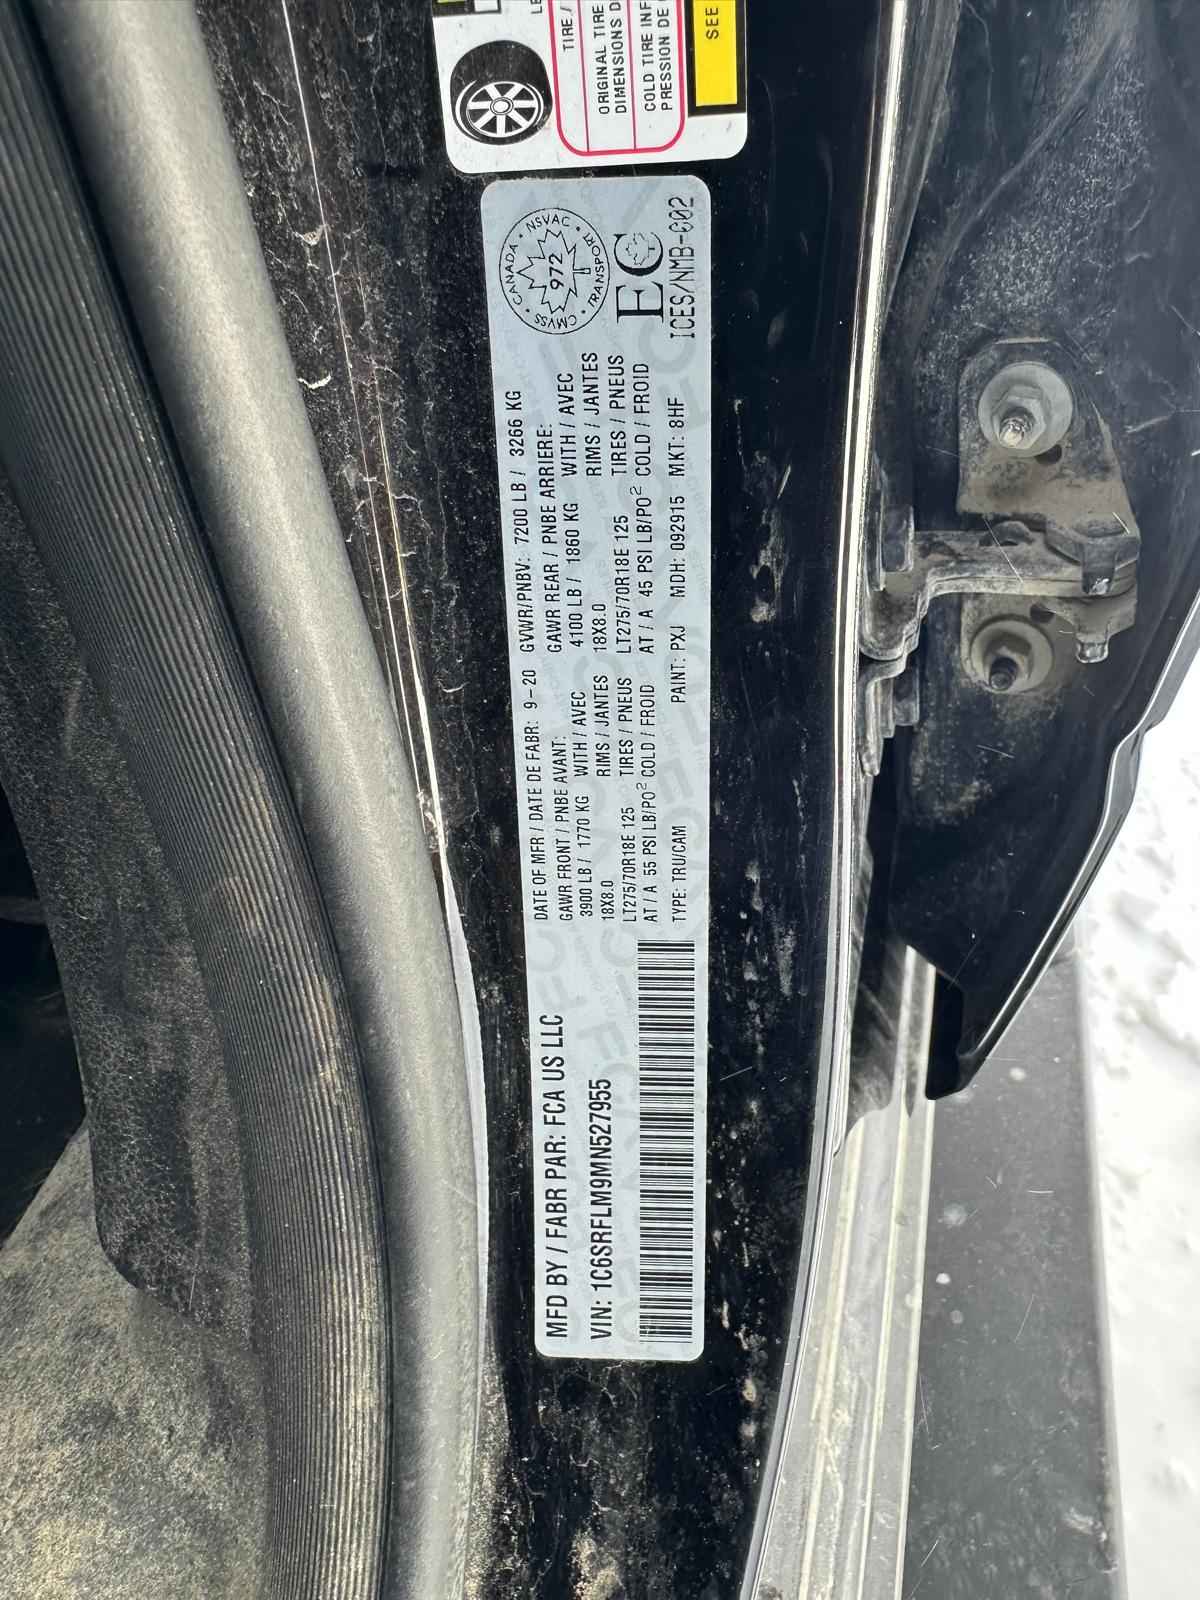 LE
TIRE /
ORIGINAL TIRE
DIMENSIONS D
COLD TIRE INF
PRESSION DE
SEE
MFD BY / FABR PAR: FCA US LLC
VIN: 1C6SRFLM9MN527955
DATE OF MFR / DATE DE FABR: 9-20 GVWR/PNBV: 7200 LB / 3266 KG
GAWR FRONT / PNBE AVANT: GAWR REAR / PNBE ARRIERE:
3900 LB / 1770 KG WITH / AVEC 4100 LB / 1860 KG WITH / AVEC
18X8.0 RIMS / JANTES 18X8.0 RIMS / JANTES
LT275/70R18E 125 TIRES / PNEUS LT275/70R18E 125 TIRES / PNEUS
AT / A 55 PSI LB/PO² COLD / FROID AT / A 45 PSI LB/PO² COLD / FROID
TYPE: TRU/CAM PAINT: PXJ MDH: 092915 MKT: 8HF
CANADA • NSVAC • TRANSPORT • CMVSS •
972
EC
ICES/NMB-002